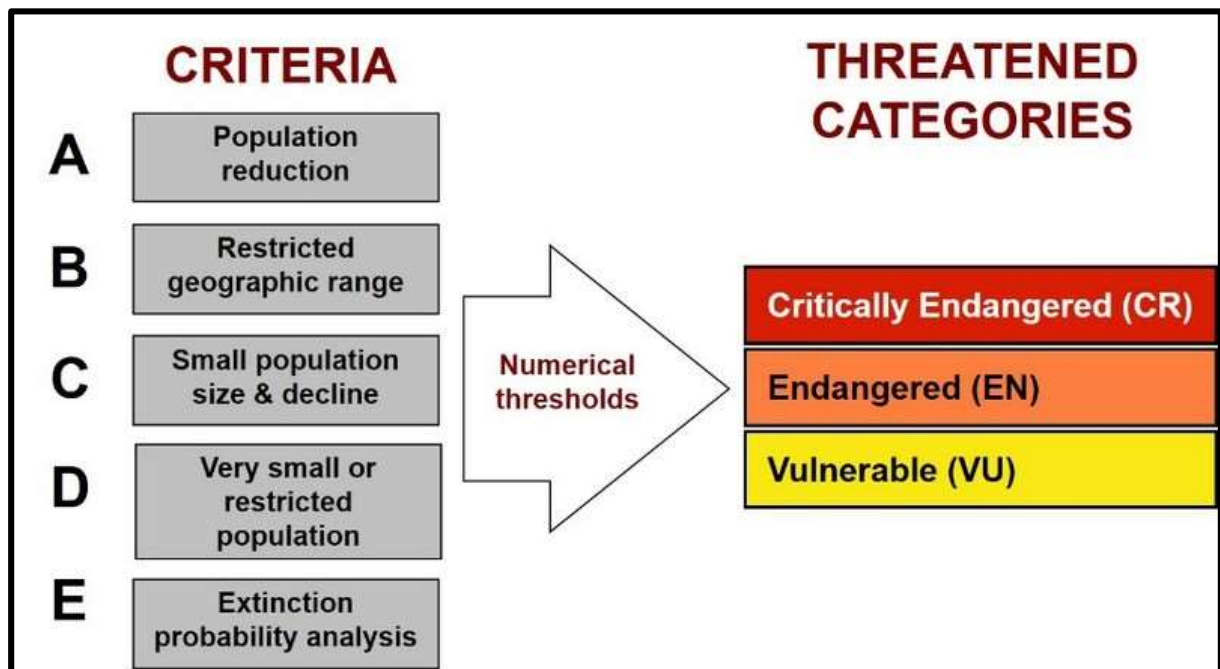 CRITERIA
A
Population
reduction
B
Restricted
geographic range
C
Small population
size & decline
D
Very small or
restricted
population
E
Extinction
probability analysis
Numerical
thresholds
THREATENED
CATEGORIES
Critically Endangered (CR)
Endangered (EN)
Vulnerable (VU)